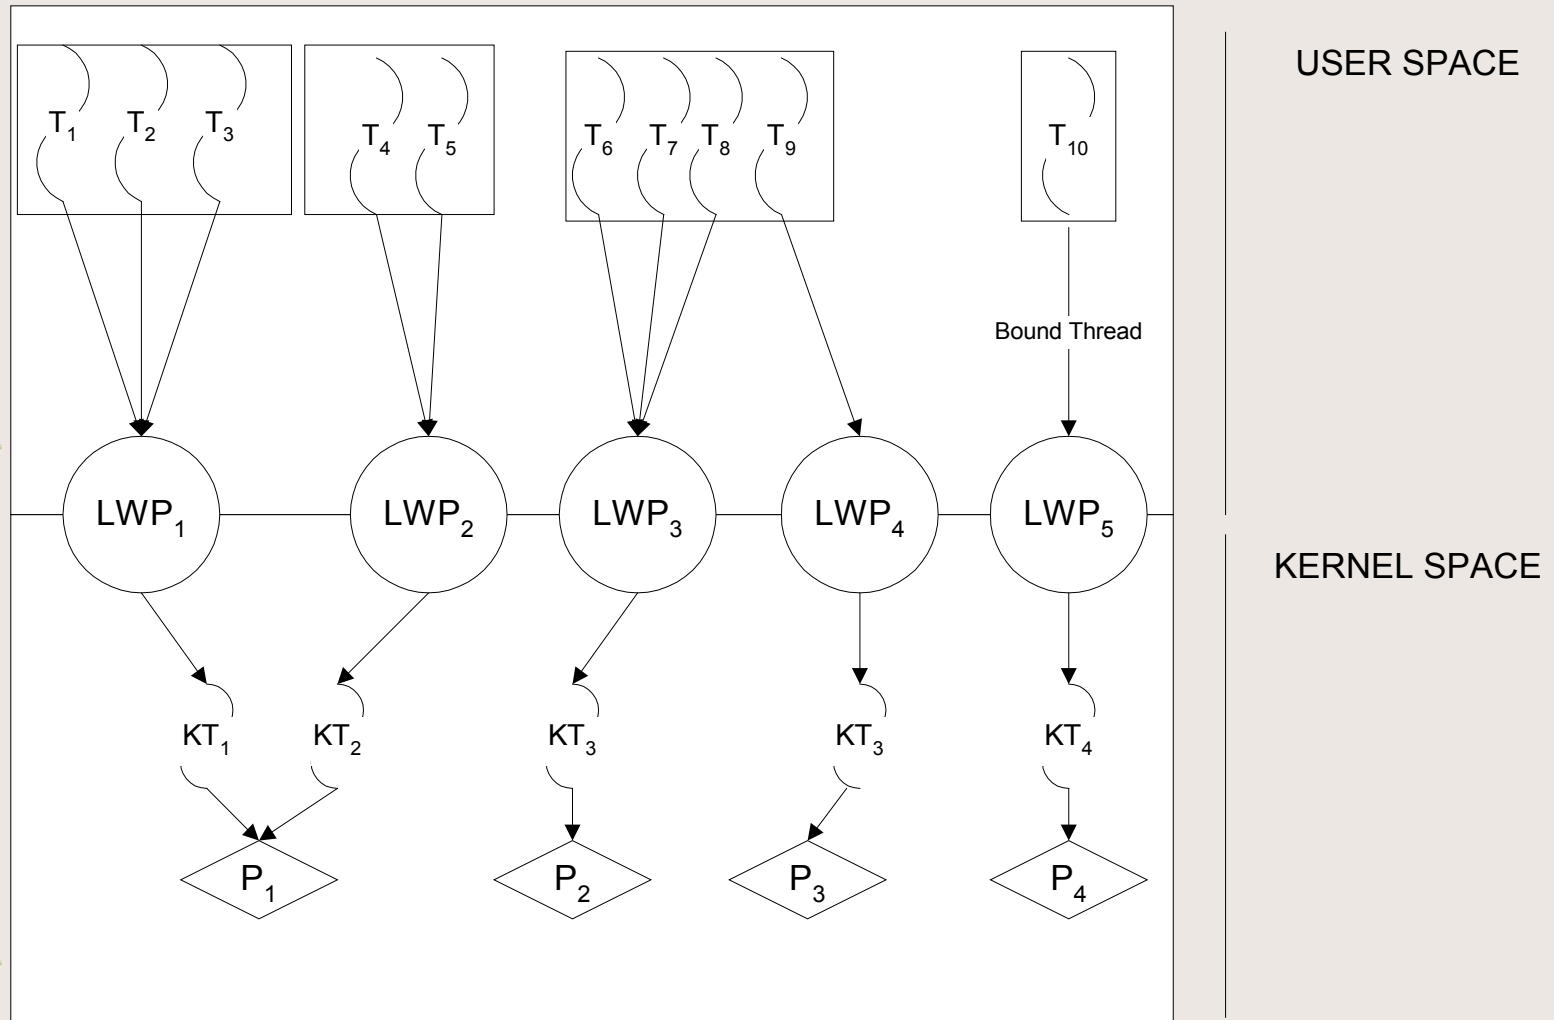 USER SPACE
T1 T2 T3 T4 T5 T6 T7 T8 T9 T10
Bound Thread
LWP1 LWP2 LWP3 LWP4 LWP5
KERNEL SPACE
KT1 KT2 KT3 KT3 KT4
P1 P2 P3 P4